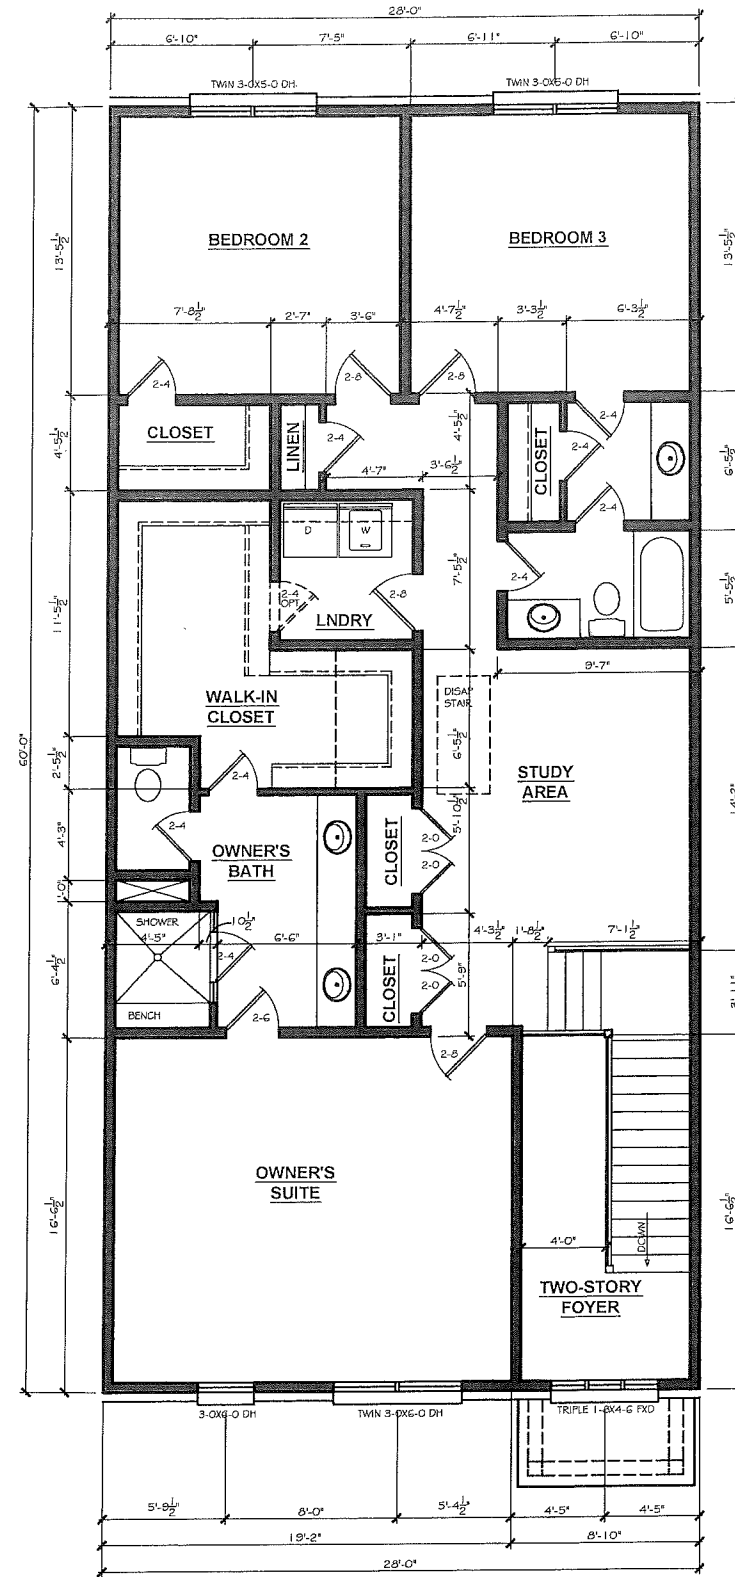 28'-0"
6'-10" 7'-5" 6'-11" 6'-10"
TWIN 3-0X5-0 DH. TWIN 3-0X5-0 DH
BEDROOM 2
BEDROOM 3
13'-5½"
13'-5½"
7'-8½" 2'-7" 3'-6" 4'-7½" 3'-3½" 6'-3½"
2-4 2-8 2-8 2-4
CLOSET
LINEN
2-4
CLOSET
2-4
4'-5½"
4'-5½"
6'-5½"
4'-7" 3'-6½"
2-4
D W
7'-5½"
2-4
5'-5½"
2-4
OPT.
2-8
LNDRY
11'-5½"
9'-7"
WALK-IN
CLOSET
DISAP
STAIR
6'-5½"
60'-0"
2'-5½"
2-4
STUDY
AREA
14'-2"
5'-10½"
4'-3"
2-4
OWNER'S
BATH
CLOSET
2-0
2-0
1'-0"
SHOWER
10½"
4'-5" 6'-6" 3'-1" 4'-3½" 1'-8½" 7'-1½"
2-4
6'-4½"
CLOSET
2-0
2-0
5'-9"
3'-11"
BENCH
2-6
2-8
OWNER'S
SUITE
16'-6½"
16'-6½"
4'-0"
DOWN
TWO-STORY
FOYER
3-0X6-0 DH TWIN 3-0X6-0 DH TRIPLE 1-8X4-6 FXD
5'-9½" 8'-0" 5'-4½" 4'-5" 4'-5"
19'-2" 8'-10"
28'-0"